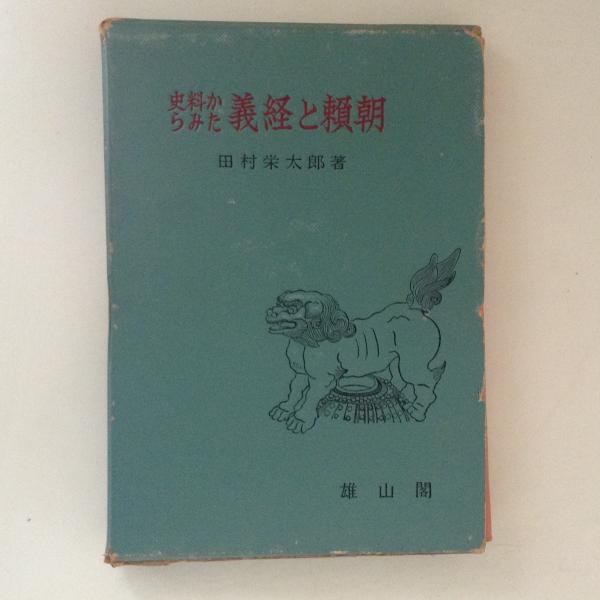 史料からみた 義経と頼朝
田村栄太郎著
雄山閣